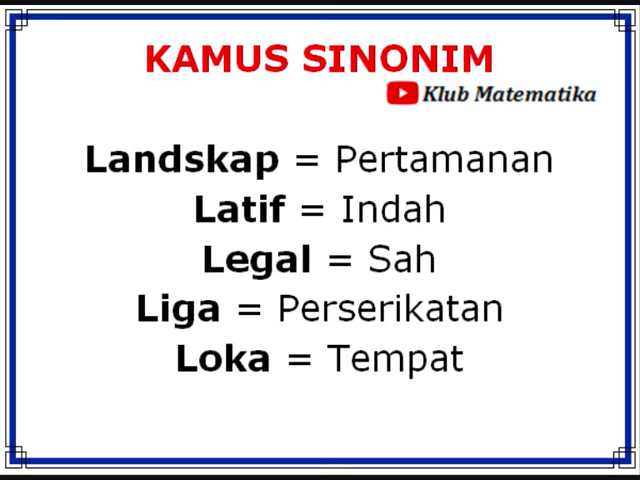 KAMUS SINONIM
Klub Matematika
Landskap = Pertamanan
Latif = Indah
Legal = Sah
Liga = Perserikatan
Loka = Tempat